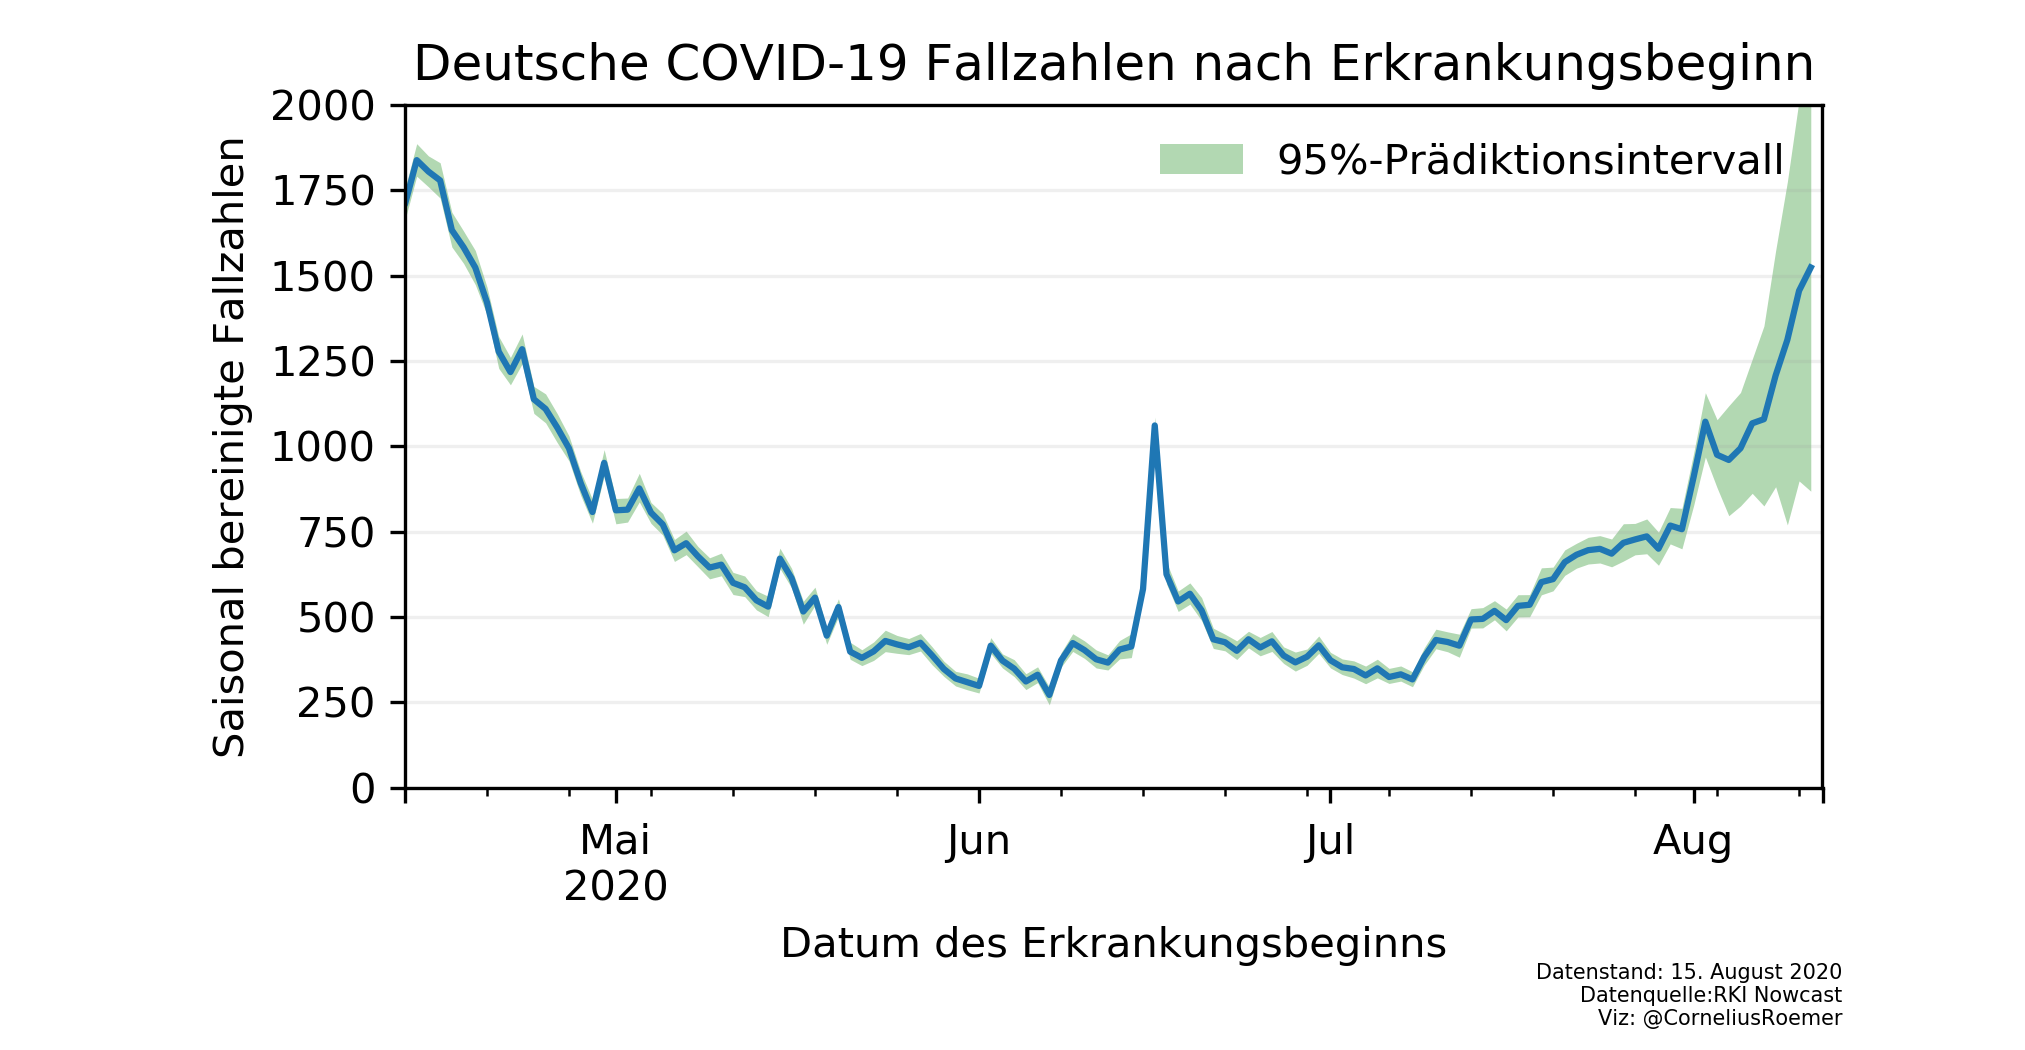 Deutsche COVID-19 Fallzahlen nach Erkrankungsbeginn
2000
1750
1500
1250
1000
750
500
250
0
Saisonal bereinigte Fallzahlen
95%-Prädiktionsintervall
Mai Jun Jul Aug
2020
Datum des Erkrankungsbeginns
Datenstand: 15. August 2020
Datenquelle:RKI Nowcast
Viz: @CorneliusRoemer